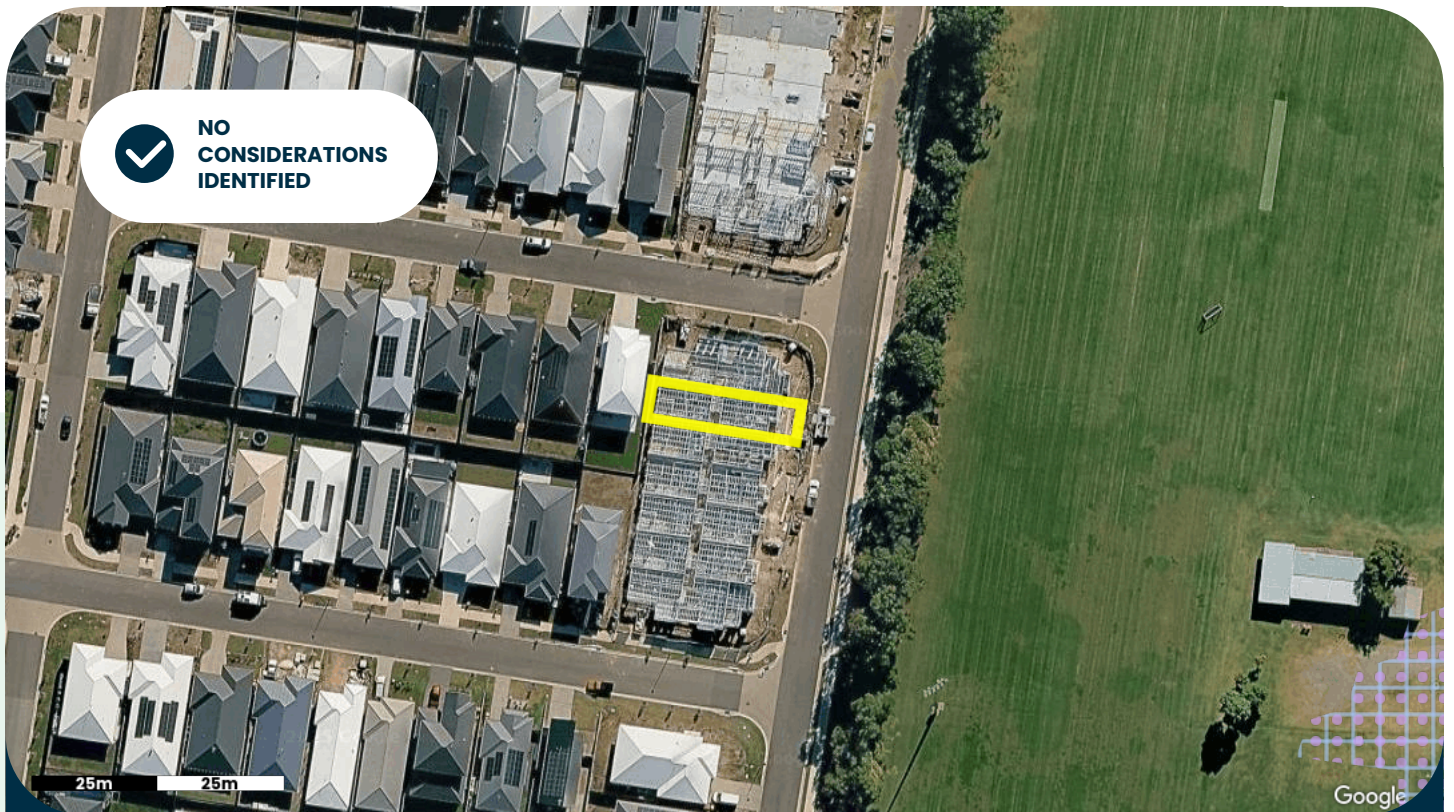 NO
CONSIDERATIONS
IDENTIFIED
25m 25m
Google